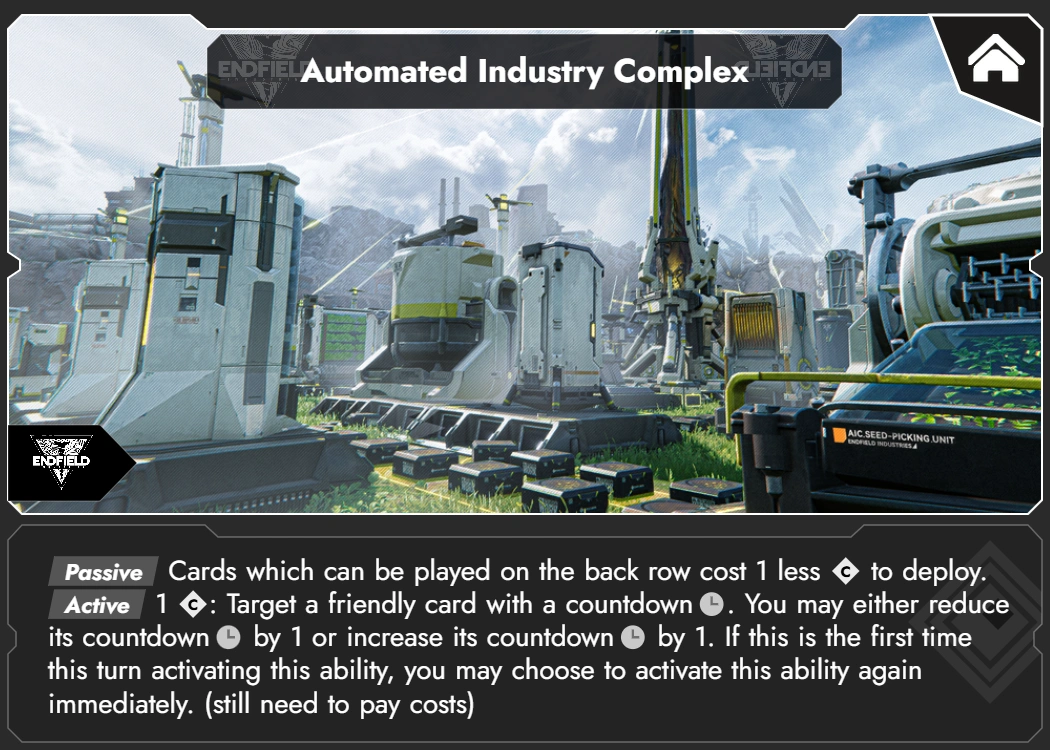 Automated Industry Complex
ENDFIELD
AIC.SEED-PICKING.UNIT
ENDFIELD INDUSTRIES
ENDFIELD
Passive Cards which can be played on the back row cost 1 less C to deploy.
Active 1 C: Target a friendly card with a countdown. You may either reduce
its countdown by 1 or increase its countdown by 1. If this is the first time
this turn activating this ability, you may choose to activate this ability again
immediately. (still need to pay costs)